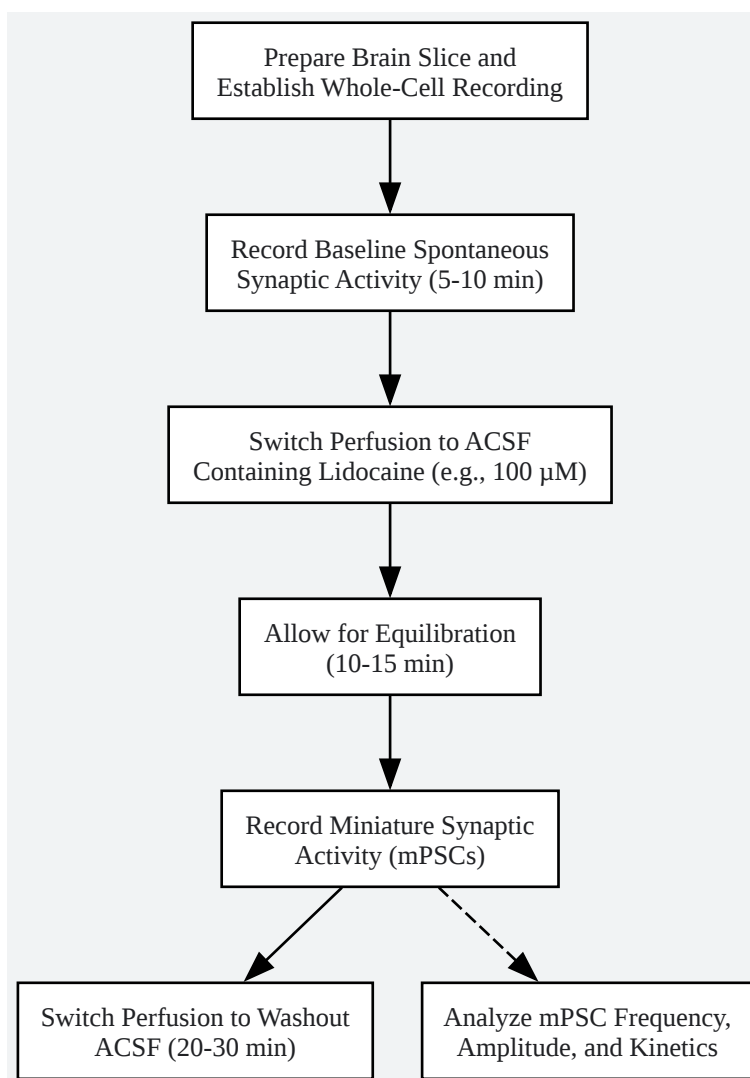 Prepare Brain Slice and
Establish Whole-Cell Recording
Record Baseline Spontaneous
Synaptic Activity (5-10 min)
Switch Perfusion to ACSF
Containing Lidocaine (e.g., 100 µM)
Allow for Equilibration
(10-15 min)
Record Miniature Synaptic
Activity (mPSCs)
Switch Perfusion to Washout
ACSF (20-30 min)
Analyze mPSC Frequency,
Amplitude, and Kinetics